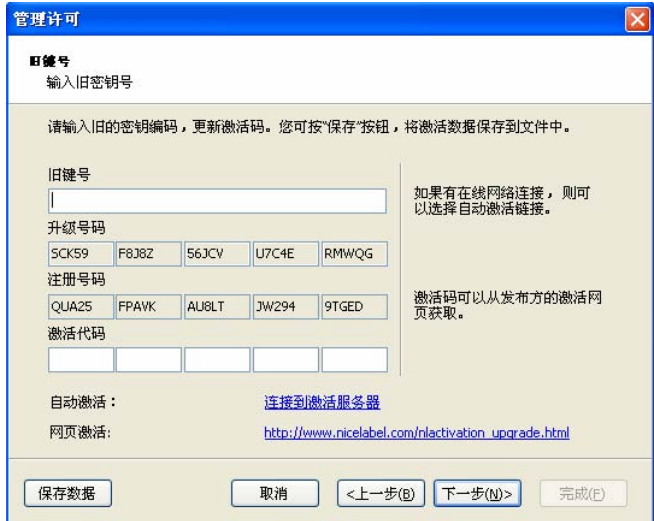 管理许可
旧键号
输入旧密钥号
请输入旧的密钥编码，更新激活码。您可按“保存”按钮，将激活数据保存到文件中。
旧键号
如果有在线网络连接，则可
以选择自动激活链接。
升级号码
5CK59 F8J8Z 56JCV U7C4E RMWQG
注册号码
QUA25 FPAVK AU8LT JW294 9TGED
激活码可以从发布方的激活网
页获取。
激活代码
自动激活： 连接到激活服务器
网页激活: http://www.nicelabel.com/nlactivation_upgrade.html
保存数据 取消 <上一步(B) 下一步(N)> 完成(F)